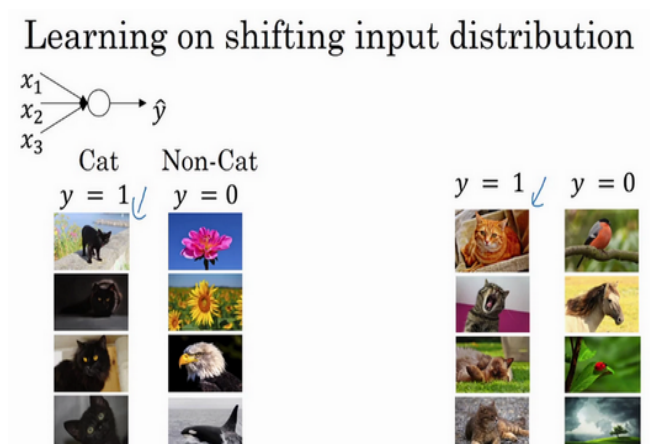 Learning on shifting input distribution
x₁
x₂
x₃
ŷ
Cat Non-Cat
y = 1 y = 0
y = 1 y = 0